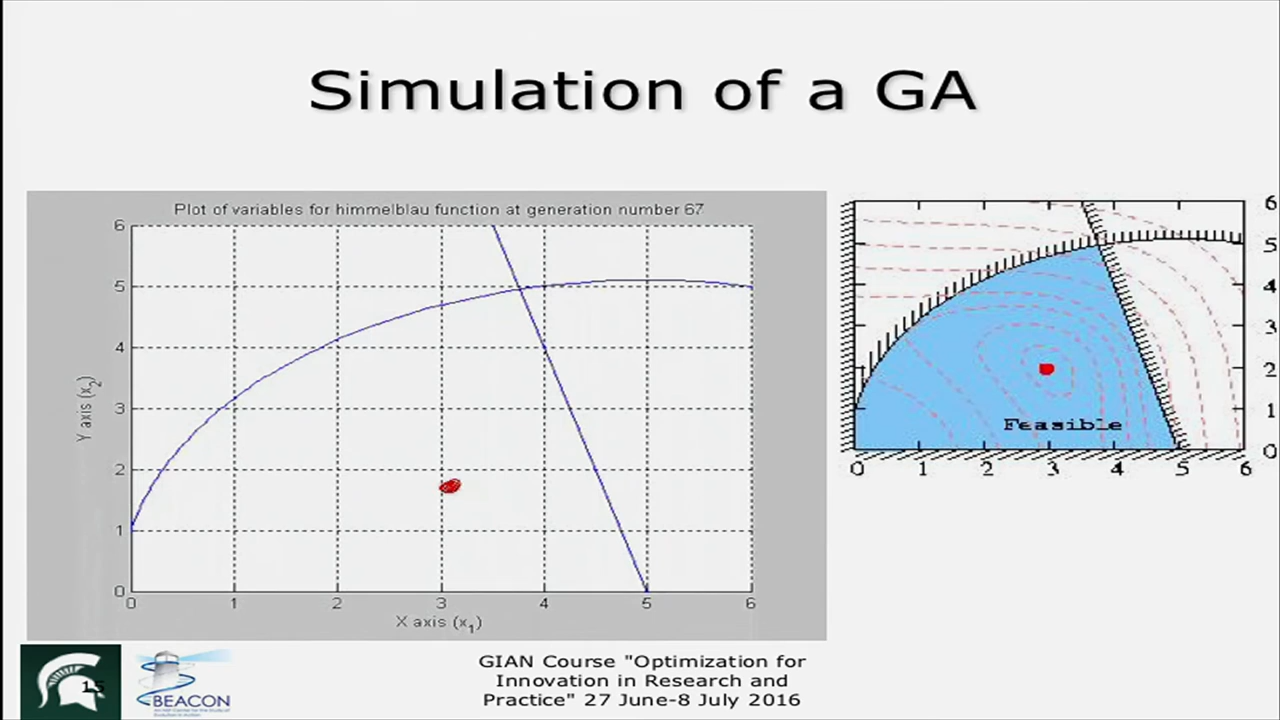 Simulation of a GA
Plot of variables for himmelblau function at generation number 67
6
5
4
3
2
1
0
Y axis (x2)
0 1 2 3 4 5 6
X axis (x1)
6
5
4
3
2
1
0
Feasible
0 1 2 3 4 5 6
15
BEACON
GIAN Course "Optimization for
Innovation in Research and
Practice" 27 June-8 July 2016